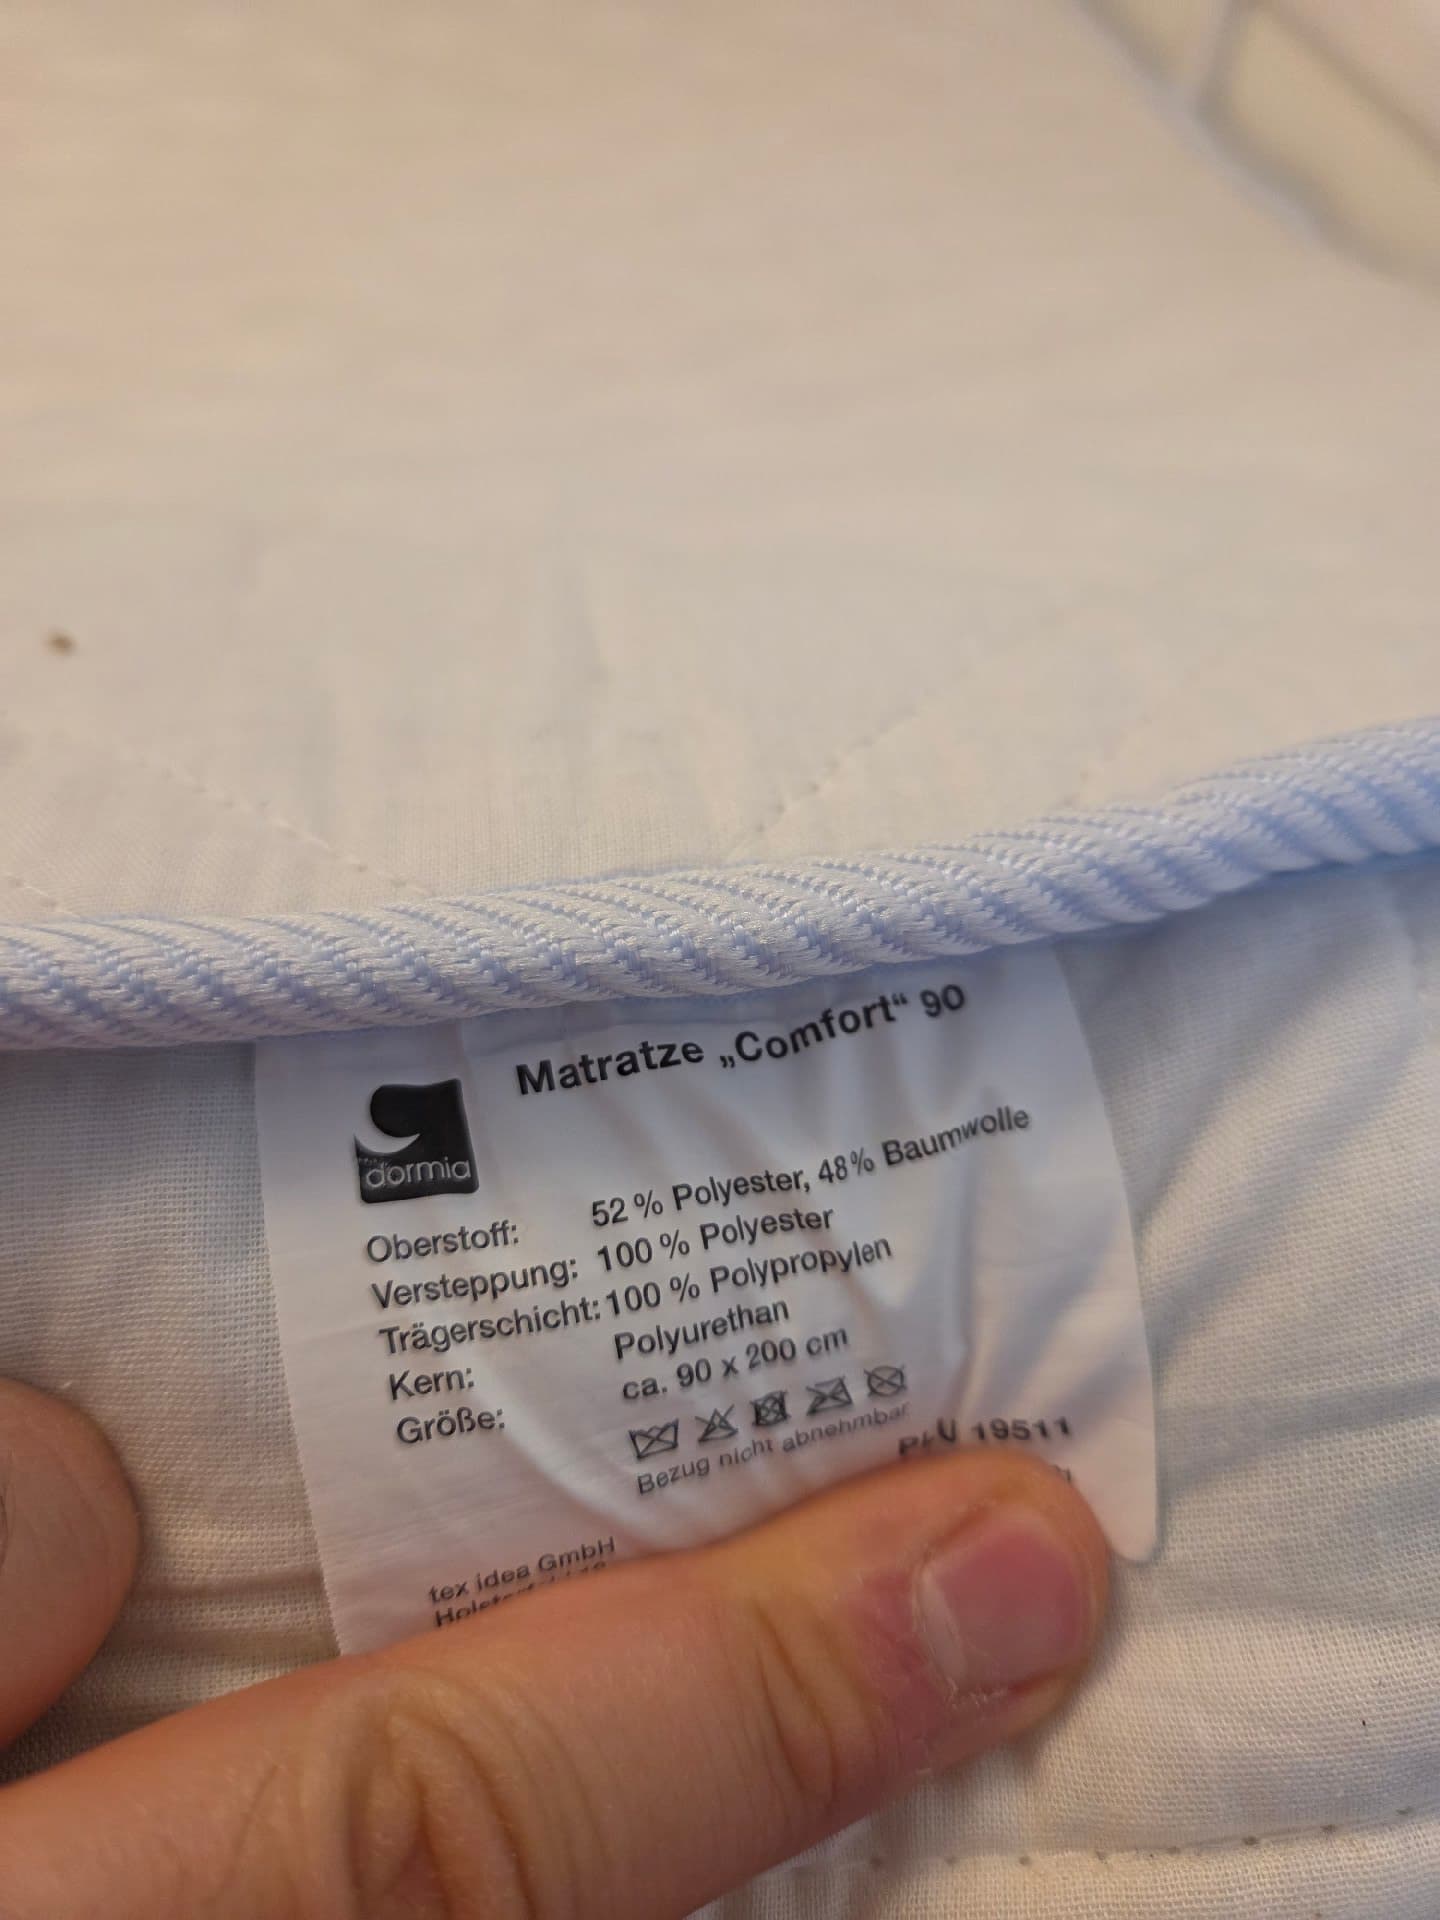 Matratze „Comfort“ 90
dormia
Oberstoff: 52 % Polyester, 48% Baumwolle
Versteppung: 100 % Polyester
Trägerschicht: 100 % Polypropylen
Kern: Polyurethan
Größe: ca. 90 x 200 cm
Bezug nicht abnehmbar
19511
tex idea GmbH